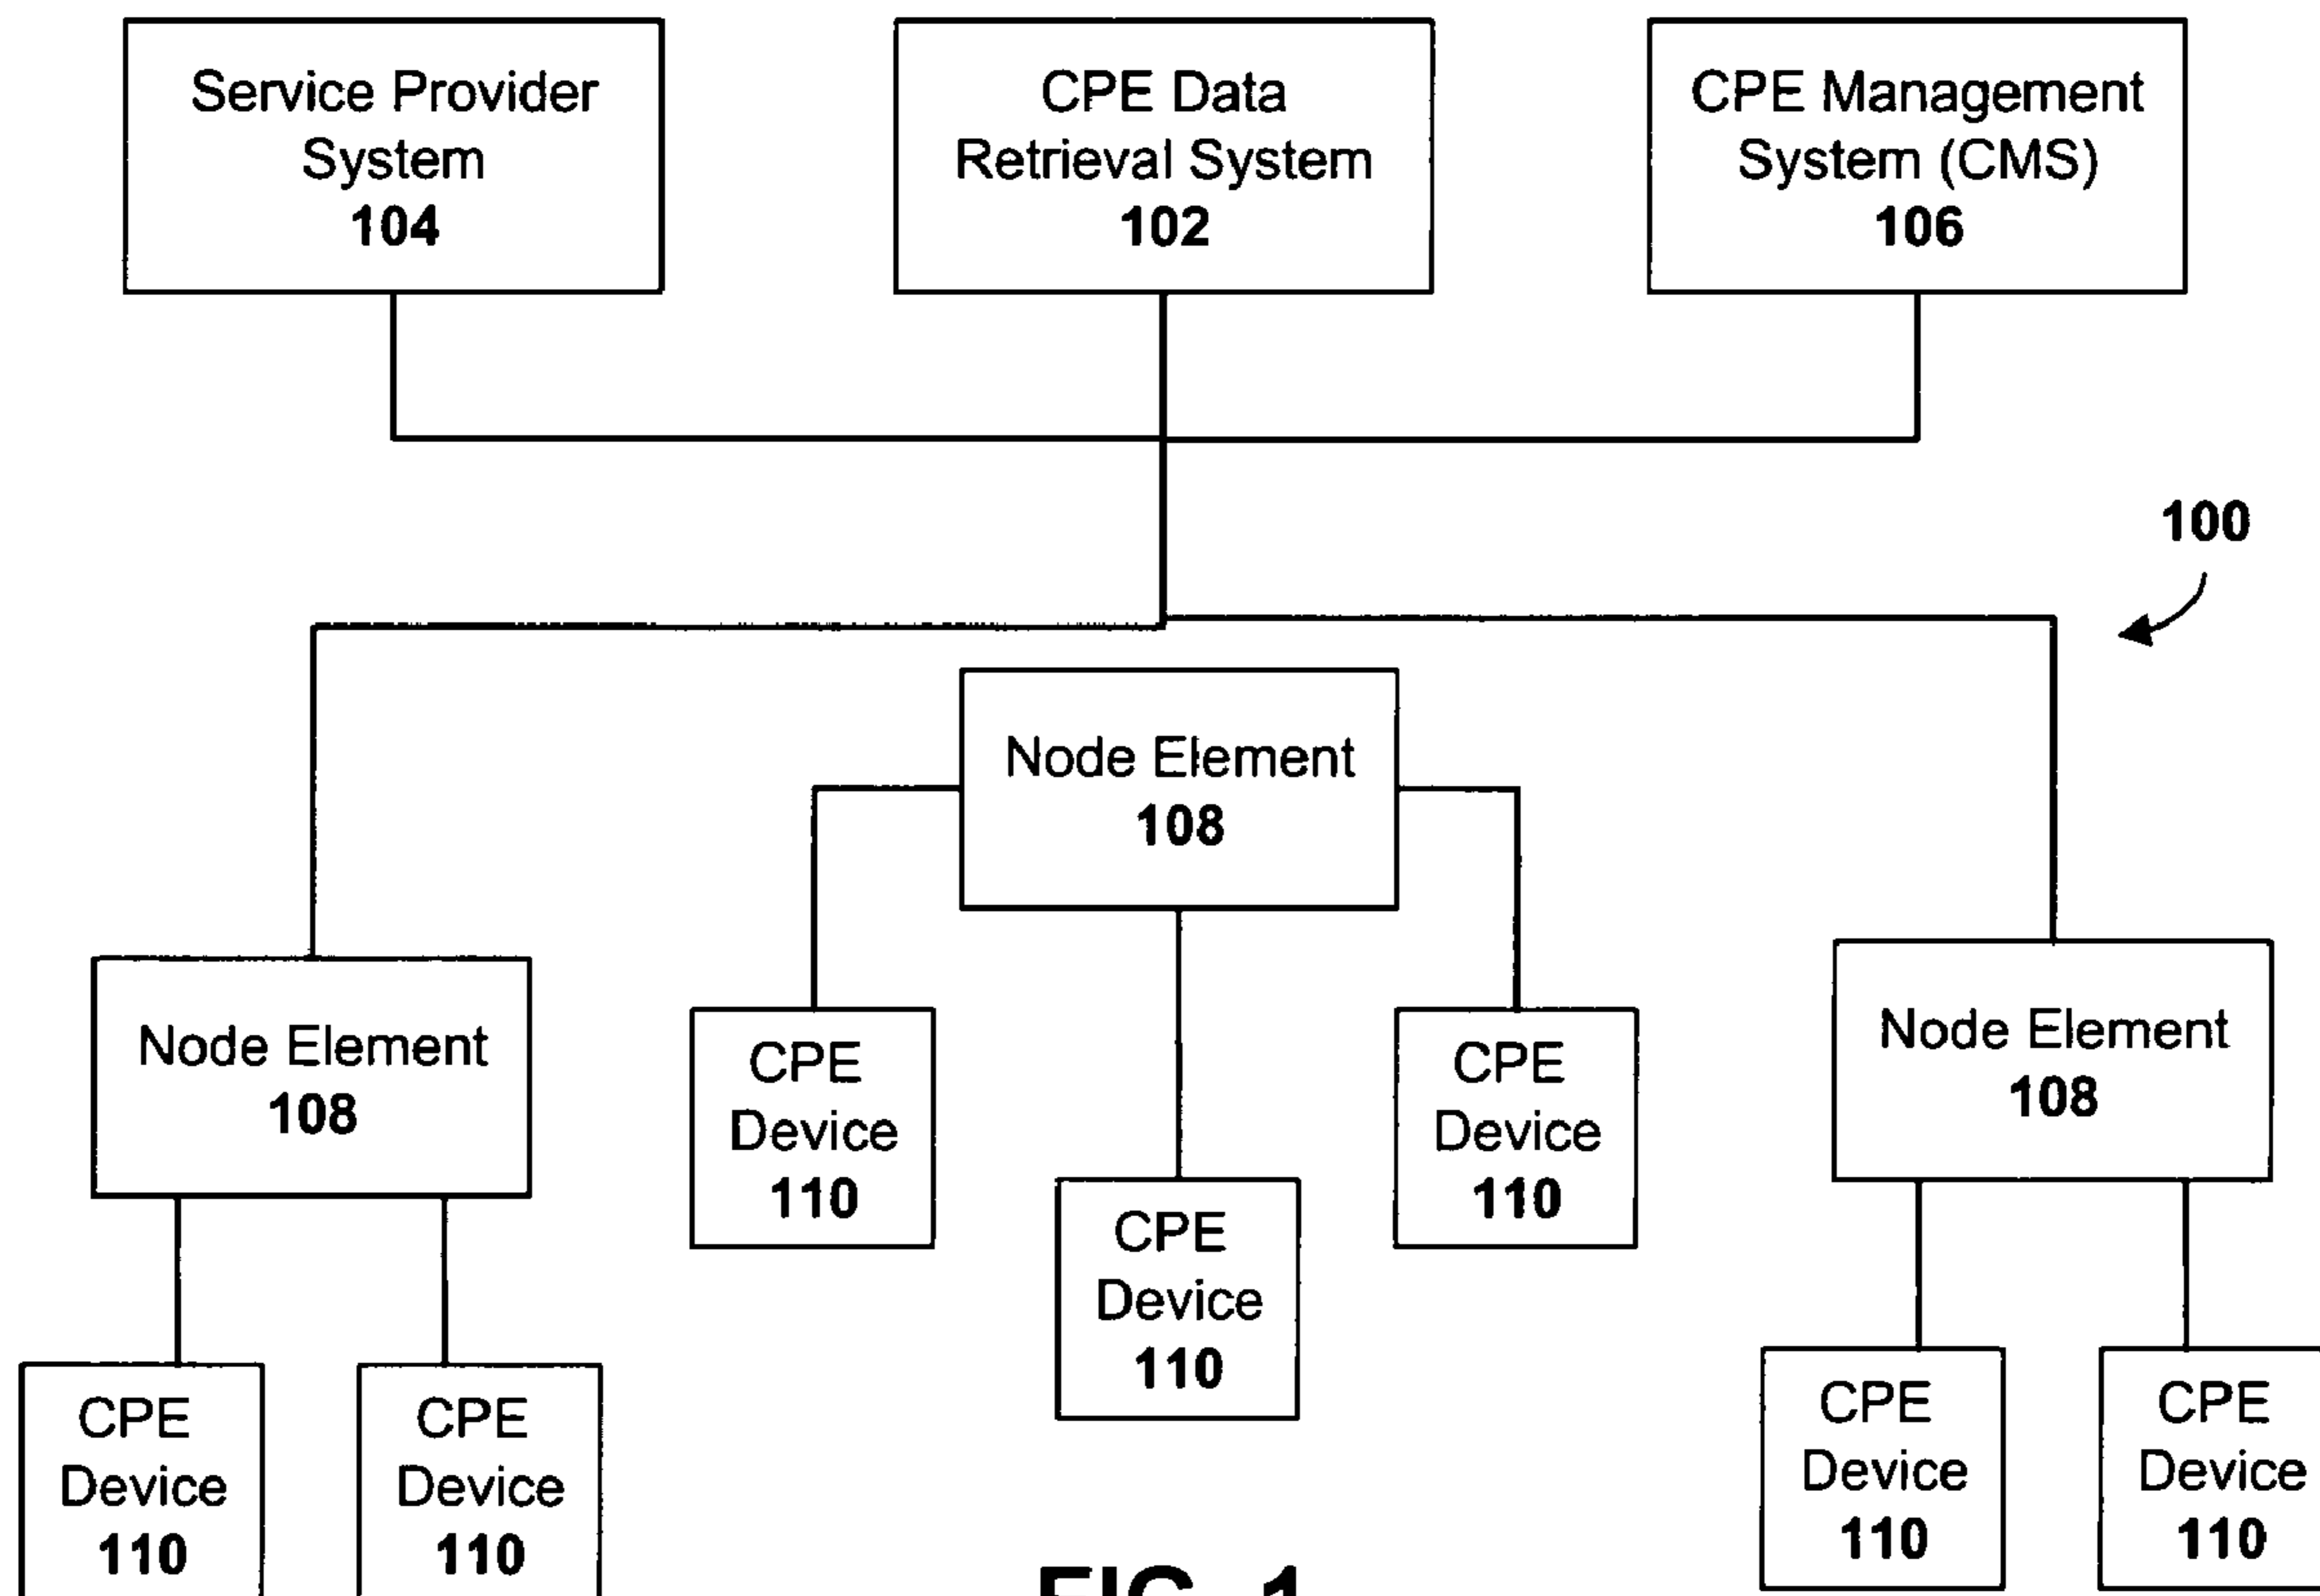 Service Provider
System
104
CPE Data
Retrieval System
102
CPE Management
System (CMS)
106
100
Node Element
108
Node Element
108
Node Element
108
CPE
Device
110
CPE
Device
110
CPE
Device
110
CPE
Device
110
CPE
Device
110
CPE
Device
110
CPE
Device
110
FIG. 1